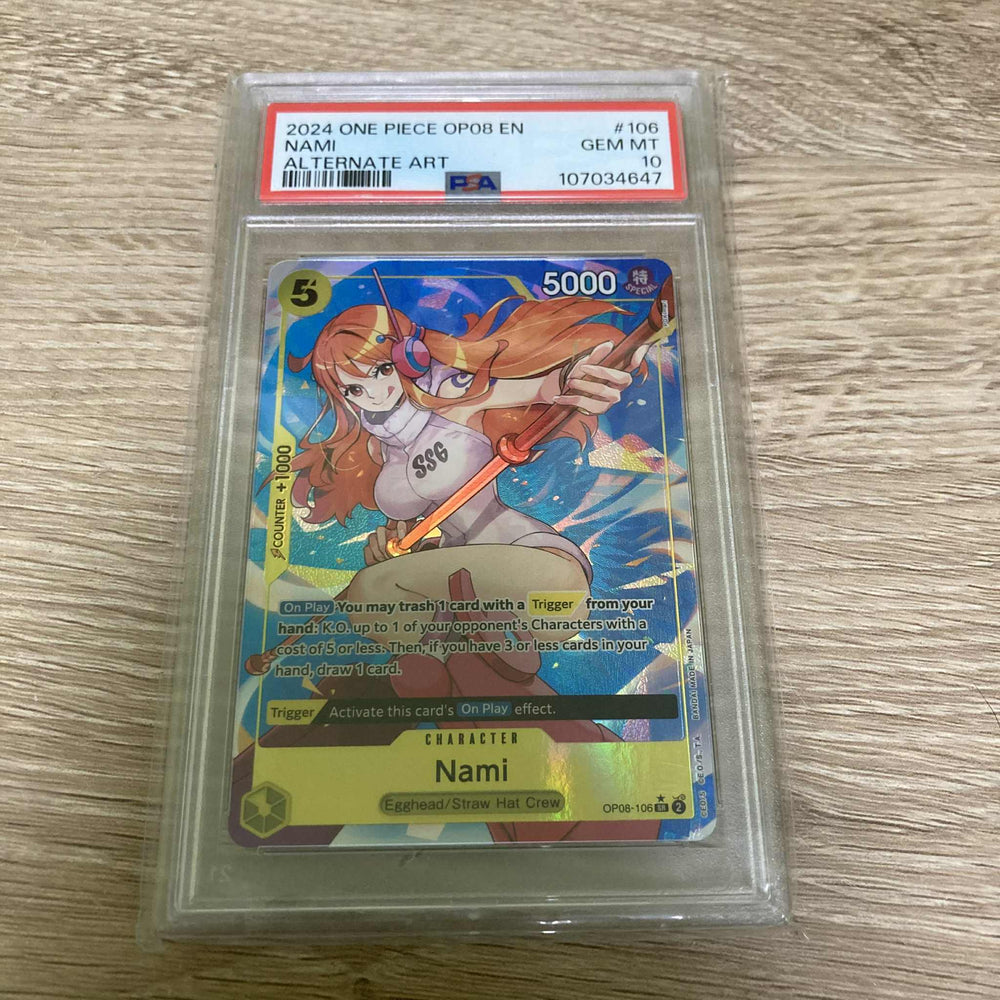 2024 ONE PIECE OP08 EN #106
NAMI GEM MT
ALTERNATE ART 10
PSA 107034647
5 5000 特
SPECIAL
SSG
COUNTER +1000
On Play You may trash 1 card with a Trigger from your
hand: K.O. up to 1 of your opponent's Characters with a
cost of 5 or less. Then, if you have 3 or less cards in your
hand, draw 1 card.
Trigger Activate this card's On Play effect.
CHARACTER
Nami
Egghead/Straw Hat Crew
OP08-106 SR 2
BANDAI MADE IN JAPAN